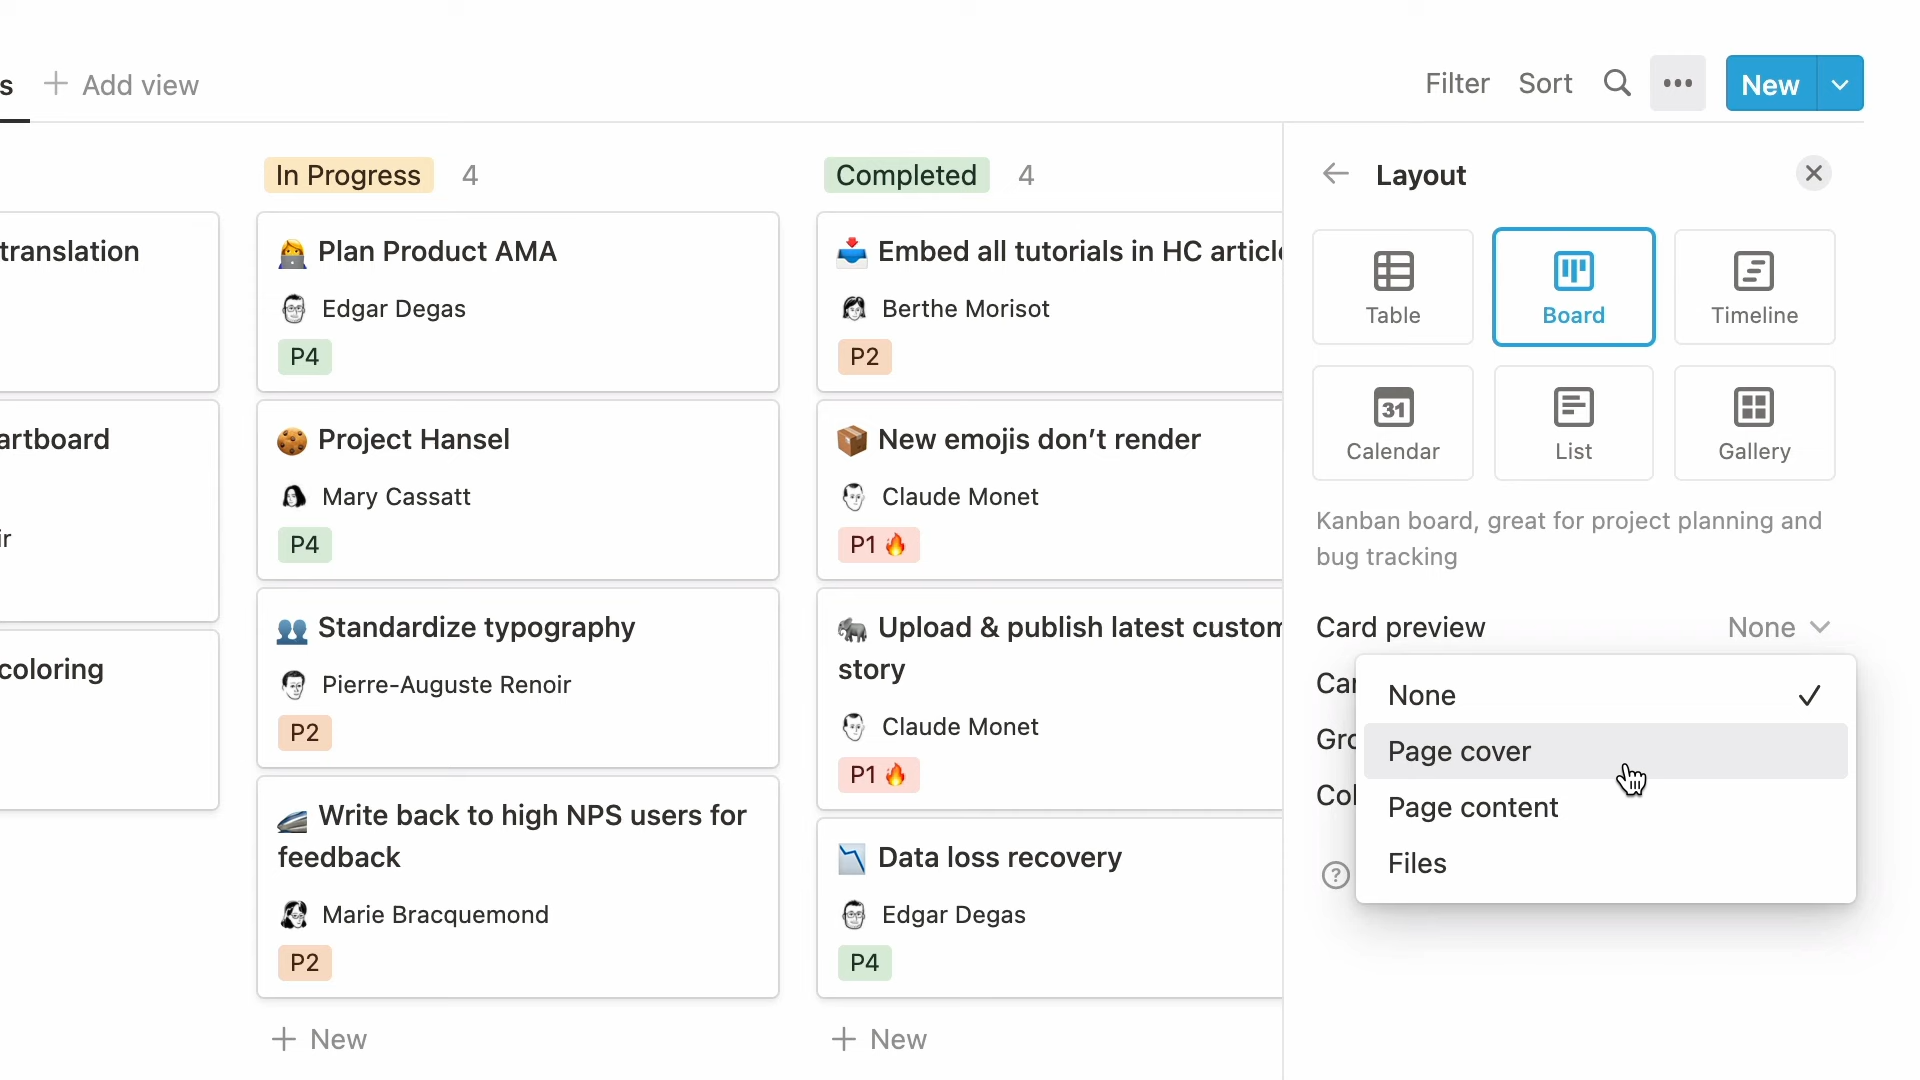 s + Add view
Filter Sort ••• New
In Progress 4
Completed 4
translation
artboard
ir
coloring
Plan Product AMA
Edgar Degas
P4
Project Hansel
Mary Cassatt
P4
Standardize typography
Pierre-Auguste Renoir
P2
Write back to high NPS users for
feedback
Marie Bracquemond
P2
+ New
Embed all tutorials in HC article
Berthe Morisot
P2
New emojis don’t render
Claude Monet
P1 🔥
Upload & publish latest custom
story
Claude Monet
P1 🔥
Data loss recovery
Edgar Degas
P4
+ New
Layout
Table
Board
Timeline
31
Calendar
List
Gallery
Kanban board, great for project planning and
bug tracking
Card preview None
Car
Gro
Col
None
Page cover
Page content
Files
?